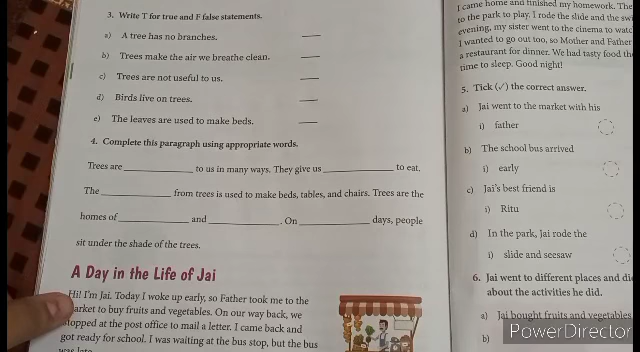 3. Write T for true and F false statements.
a) A tree has no branches.
b) Trees make the air we breathe clean.
c) Trees are not useful to us.
d) Birds live on trees.
e) The leaves are used to make beds.
4. Complete this paragraph using appropriate words.
Trees are ____________ to us in many ways. They give us ____________ to eat.
The ____________ from trees is used to make beds, tables, and chairs. Trees are the
homes of ____________ and ____________. On ____________ days, people
sit under the shade of the trees.
A Day in the Life of Jai
Hi! I'm Jai. Today I woke up early, so Father took me to the
market to buy fruits and vegetables. On our way back, we
stopped at the post office to mail a letter. I came back and
got ready for school. I was waiting at the bus stop, but the bus
was late
I came home and finished my homework. The
to the park to play. I rode the slide and the
evening, my sister went to the cinema to
I wanted to go out too, so Mother and Father
a restaurant for dinner. We had tasty food
time to sleep. Good night!
5. Tick (✓) the correct answer.
a) Jai went to the market with his
i) father
b) The school bus arrived
i) early
c) Jai's best friend is
i) Ritu
d) In the park, Jai rode the
i) slide and seesaw
6. Jai went to different places and
about the activities he did.
a) Jai bought fruits and vegetables
b)
PowerDirector